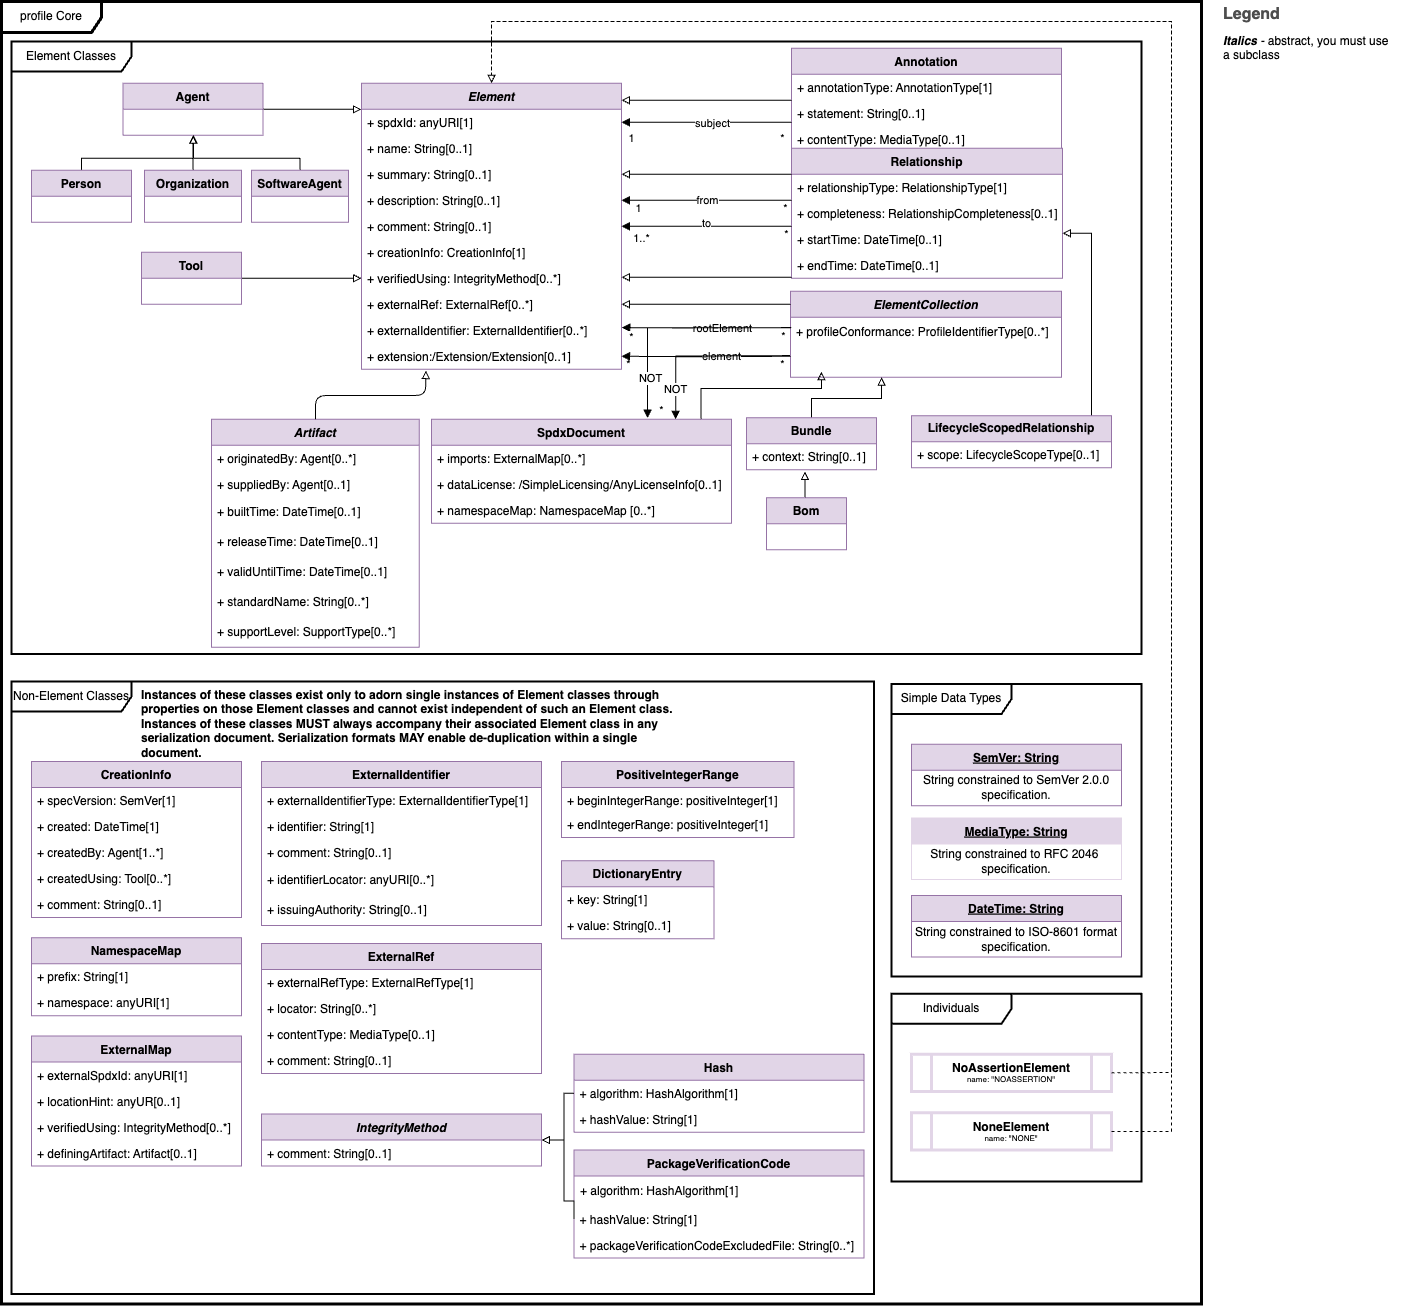 profile Core
Legend
Italics - abstract, you must use
a subclass
Element Classes
Agent
Person
Organization
SoftwareAgent
Tool
Element
+ spdxId: anyURI[1]
+ name: String[0..1]
+ summary: String[0..1]
+ description: String[0..1]
+ comment: String[0..1]
+ creationInfo: CreationInfo[1]
+ verifiedUsing: IntegrityMethod[0..*]
+ externalRef: ExternalRef[0..*]
+ externalIdentifier: ExternalIdentifier[0..*]
+ extension:/Extension/Extension[0..1]
subject
1
*
from
1
*
to
1..*
*
rootElement
*
*
element
*
*
NOT
NOT
*
Annotation
+ annotationType: AnnotationType[1]
+ statement: String[0..1]
+ contentType: MediaType[0..1]
Relationship
+ relationshipType: RelationshipType[1]
+ completeness: RelationshipCompleteness[0..1]
+ startTime: DateTime[0..1]
+ endTime: DateTime[0..1]
ElementCollection
+ profileConformance: ProfileIdentifierType[0..*]
Artifact
+ originatedBy: Agent[0..*]
+ suppliedBy: Agent[0..1]
+ builtTime: DateTime[0..1]
+ releaseTime: DateTime[0..1]
+ validUntilTime: DateTime[0..1]
+ standardName: String[0..*]
+ supportLevel: SupportType[0..*]
SpdxDocument
+ imports: ExternalMap[0..*]
+ dataLicense: /SimpleLicensing/AnyLicenseInfo[0..1]
+ namespaceMap: NamespaceMap [0..*]
Bundle
+ context: String[0..1]
Bom
LifecycleScopedRelationship
+ scope: LifecycleScopeType[0..1]
Non-Element Classes
Instances of these classes exist only to adorn single instances of Element classes through
properties on those Element classes and cannot exist independent of such an Element class.
Instances of these classes MUST always accompany their associated Element class in any
serialization document. Serialization formats MAY enable de-duplication within a single
document.
CreationInfo
+ specVersion: SemVer[1]
+ created: DateTime[1]
+ createdBy: Agent[1..*]
+ createdUsing: Tool[0..*]
+ comment: String[0..1]
NamespaceMap
+ prefix: String[1]
+ namespace: anyURI[1]
ExternalMap
+ externalSpdxId: anyURI[1]
+ locationHint: anyUR[0..1]
+ verifiedUsing: IntegrityMethod[0..*]
+ definingArtifact: Artifact[0..1]
ExternalIdentifier
+ externalIdentifierType: ExternalIdentifierType[1]
+ identifier: String[1]
+ comment: String[0..1]
+ identifierLocator: anyURI[0..*]
+ issuingAuthority: String[0..1]
ExternalRef
+ externalRefType: ExternalRefType[1]
+ locator: String[0..*]
+ contentType: MediaType[0..1]
+ comment: String[0..1]
IntegrityMethod
+ comment: String[0..1]
PositiveIntegerRange
+ beginIntegerRange: positiveInteger[1]
+ endIntegerRange: positiveInteger[1]
DictionaryEntry
+ key: String[1]
+ value: String[0..1]
Hash
+ algorithm: HashAlgorithm[1]
+ hashValue: String[1]
PackageVerificationCode
+ algorithm: HashAlgorithm[1]
+ hashValue: String[1]
+ packageVerificationCodeExcludedFile: String[0..*]
Simple Data Types
SemVer: String
String constrained to SemVer 2.0.0
specification.
MediaType: String
String constrained to RFC 2046
specification.
DateTime: String
String constrained to ISO-8601 format
specification.
Individuals
NoAssertionElement
name: "NOASSERTION"
NoneElement
name: "NONE"